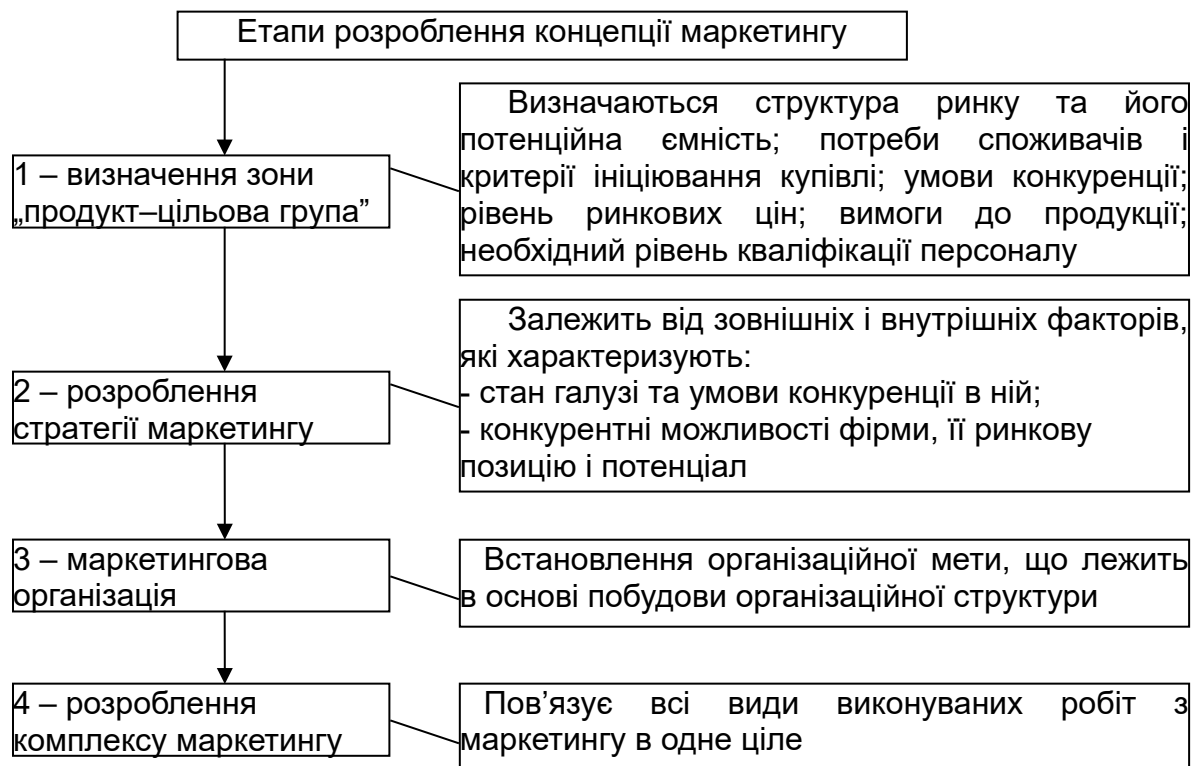 Етапи розроблення концепції маркетингу
1 – визначення зони
„продукт–цільова група”
Визначаються структура ринку та його
потенційна ємність; потреби споживачів і
критерії ініціювання купівлі; умови конкуренції;
рівень ринкових цін; вимоги до продукції;
необхідний рівень кваліфікації персоналу
2 – розроблення
стратегії маркетингу
Залежить від зовнішніх і внутрішніх факторів,
які характеризують:
- стан галузі та умови конкуренції в ній;
- конкурентні можливості фірми, її ринкову
позицію і потенціал
3 – маркетингова
організація
Встановлення організаційної мети, що лежить
в основі побудови організаційної структури
4 – розроблення
комплексу маркетингу
Пов’язує всі види виконуваних робіт з
маркетингу в одне ціле